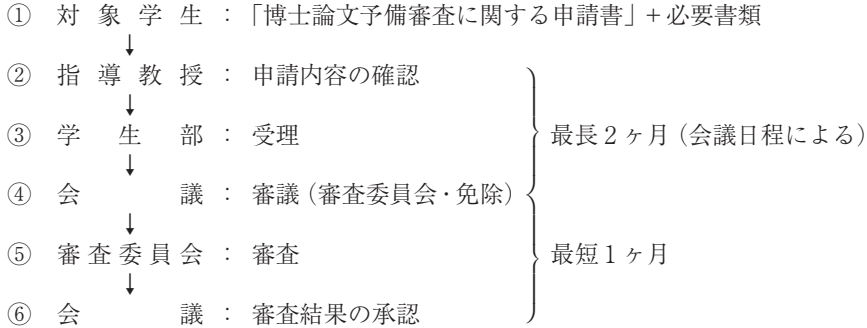 ① 対象学生：「博士論文予備審査に関する申請書」+必要書類
↓
② 指導教授：申請内容の確認
↓
③ 学生部：受理 最長２ヶ月（会議日程による）
↓
④ 会議：審議（審査委員会・免除）
↓
⑤ 審査委員会：審査 最短１ヶ月
↓
⑥ 会議：審査結果の承認